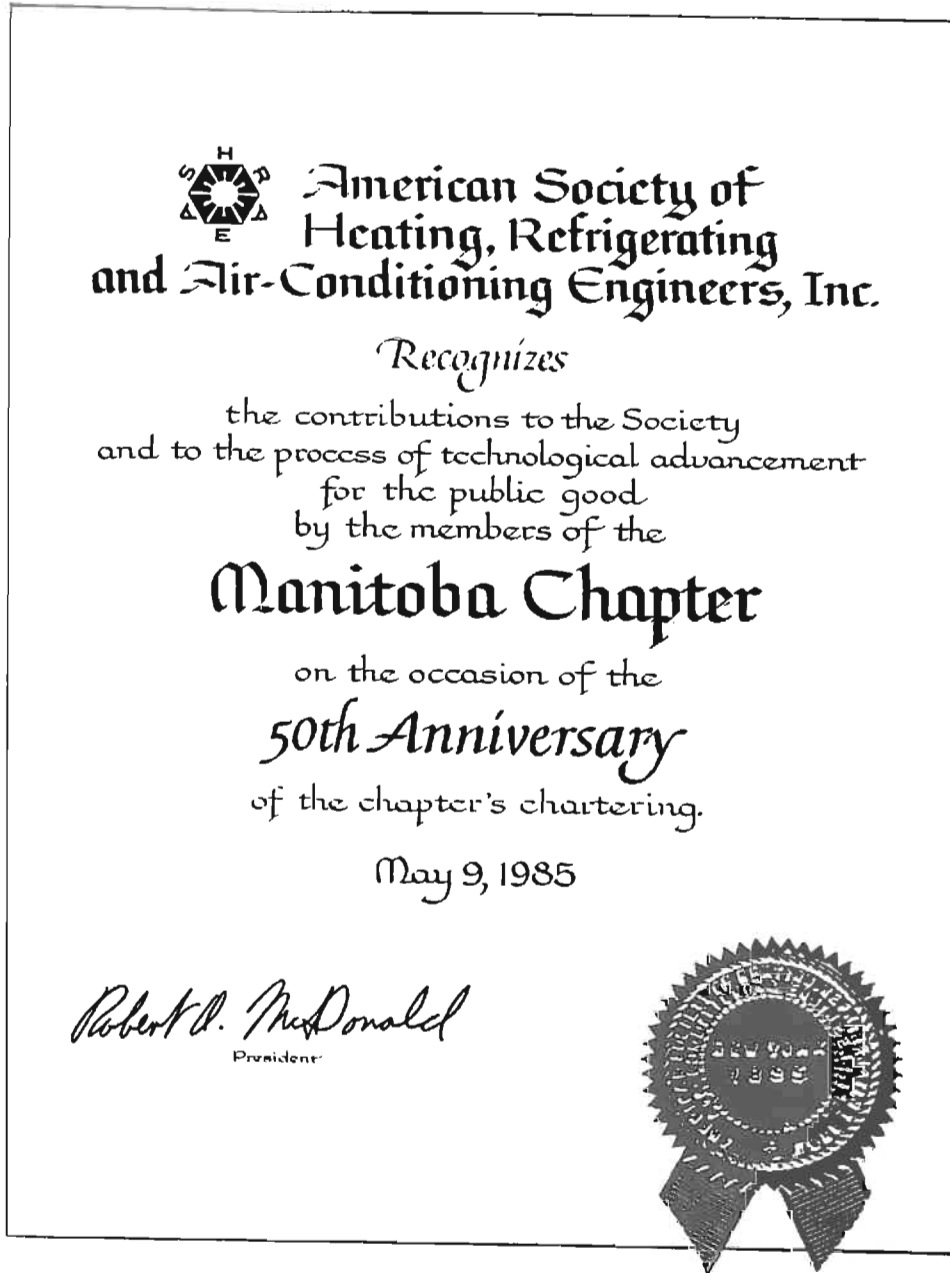 ASHRAE
American Society of
Heating, Refrigerating
and Air-Conditioning Engineers, Inc.
Recognizes
the contributions to the Society
and to the process of technological advancement
for the public good
by the members of the
Manitoba Chapter
on the occasion of the
50th Anniversary
of the chapter's chartering.
May 9, 1985
Robert D. McDonald
President
NEW YORK
1895